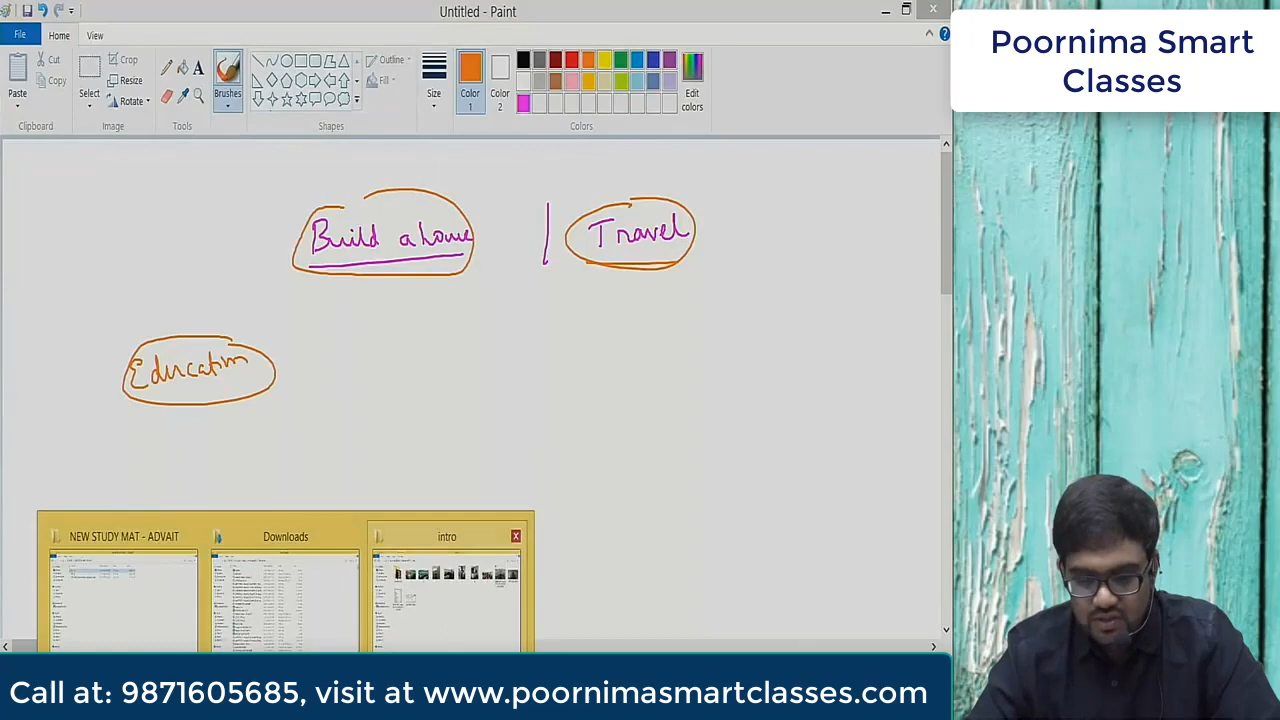 Untitled - Paint
File Home View
Poornima Smart
Classes
Paste
Cut
Copy
Clipboard
Select
Crop
Resize
Rotate
Image
Tools
Brushes
Shapes
Outline
Fill
Size
Color
1
Color
2
Edit
colors
Colors
Build a home | Travel
Education
NEW STUDY MAT - ADVAIT
Downloads
intro
Call at: 9871605685, visit at www.poornimasmartclasses.com